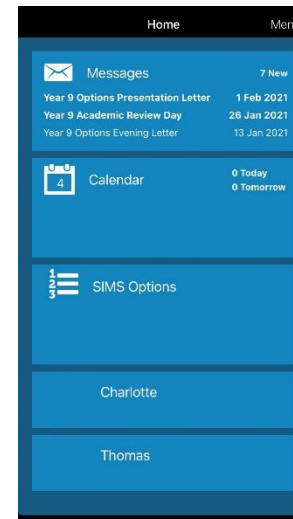 Home Men
Messages 7 New
Year 9 Options Presentation Letter 1 Feb 2021
Year 9 Academic Review Day 26 Jan 2021
Year 9 Options Evening Letter 13 Jan 2021
4 Calendar 0 Today
0 Tomorrow
1
2
3
SIMS Options
Charlotte
Thomas